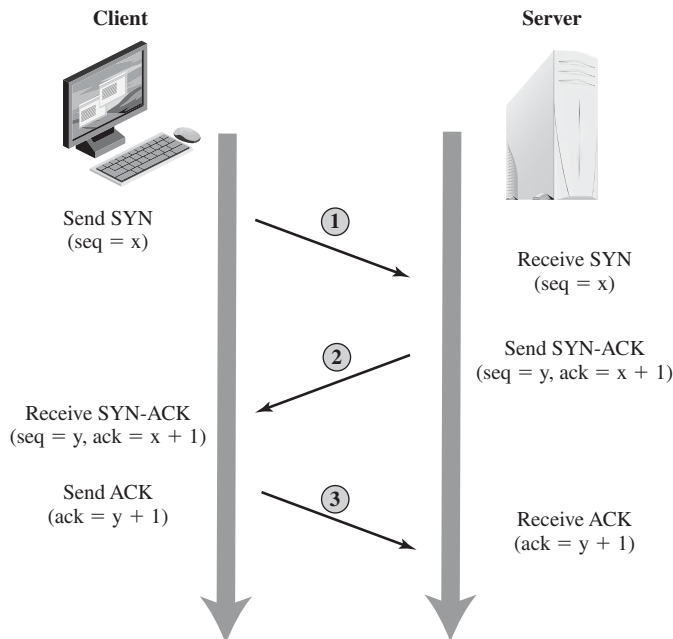 Client
Server
Send SYN
(seq = x)
1
Receive SYN
(seq = x)
2
Send SYN-ACK
(seq = y, ack = x + 1)
Receive SYN-ACK
(seq = y, ack = x + 1)
Send ACK
(ack = y + 1)
3
Receive ACK
(ack = y + 1)